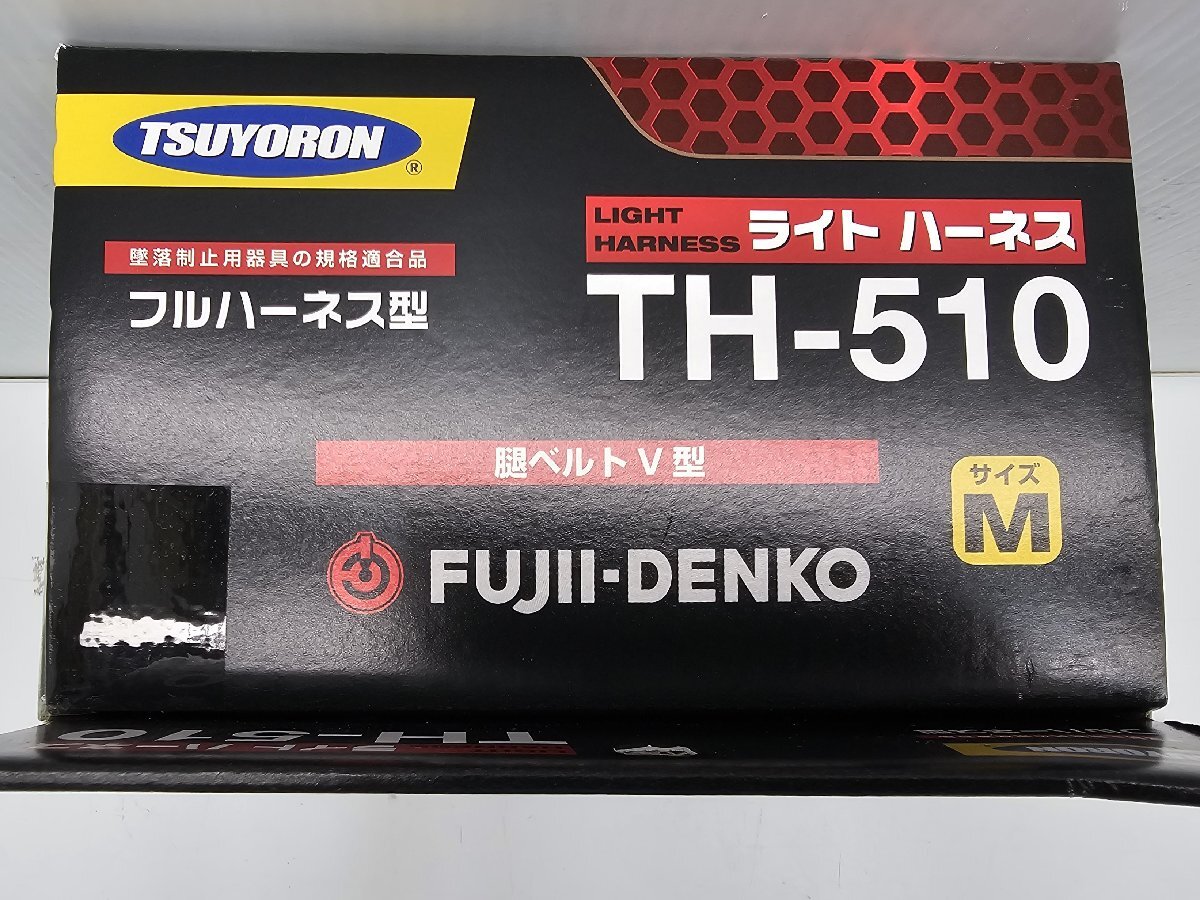 TSUYORON
®
墜落制止用器具の規格適合品
フルハーネス型
LIGHT
HARNESS
ライト ハーネス
TH-510
腿ベルトV型
サイズ
M
FUJII-DENKO
TH-510